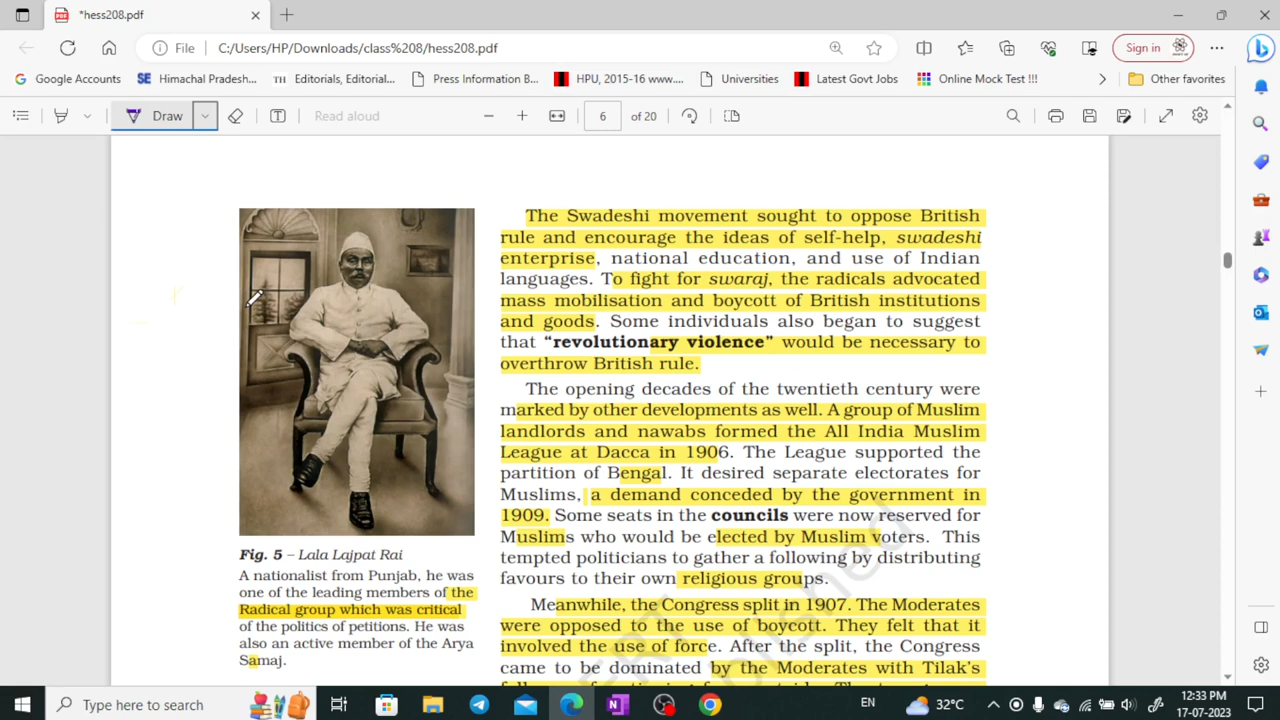 *hess208.pdf
File C:/Users/HP/Downloads/class%208/hess208.pdf
Sign in
Google Accounts
SE Himachal Pradesh...
TH Editorials, Editorial...
Press Information B...
HPU, 2015-16 www....
Universities
Latest Govt Jobs
Online Mock Test !!!
Other favorites
Draw
Read aloud
6 of 20
The Swadeshi movement sought to oppose British
rule and encourage the ideas of self-help, swadeshi
enterprise, national education, and use of Indian
languages. To fight for swaraj, the radicals advocated
mass mobilisation and boycott of British institutions
and goods. Some individuals also began to suggest
that “revolutionary violence” would be necessary to
overthrow British rule.
The opening decades of the twentieth century were
marked by other developments as well. A group of Muslim
landlords and nawabs formed the All India Muslim
League at Dacca in 1906. The League supported the
partition of Bengal. It desired separate electorates for
Muslims, a demand conceded by the government in
1909. Some seats in the councils were now reserved for
Muslims who would be elected by Muslim voters. This
tempted politicians to gather a following by distributing
favours to their own religious groups.
Meanwhile, the Congress split in 1907. The Moderates
were opposed to the use of boycott. They felt that it
involved the use of force. After the split, the Congress
came to be dominated by the Moderates with Tilak’s
Fig. 5 – Lala Lajpat Rai
A nationalist from Punjab, he was
one of the leading members of the
Radical group which was critical
of the politics of petitions. He was
also an active member of the Arya
Samaj.
Type here to search
32°C
EN
12:33 PM
17-07-2023